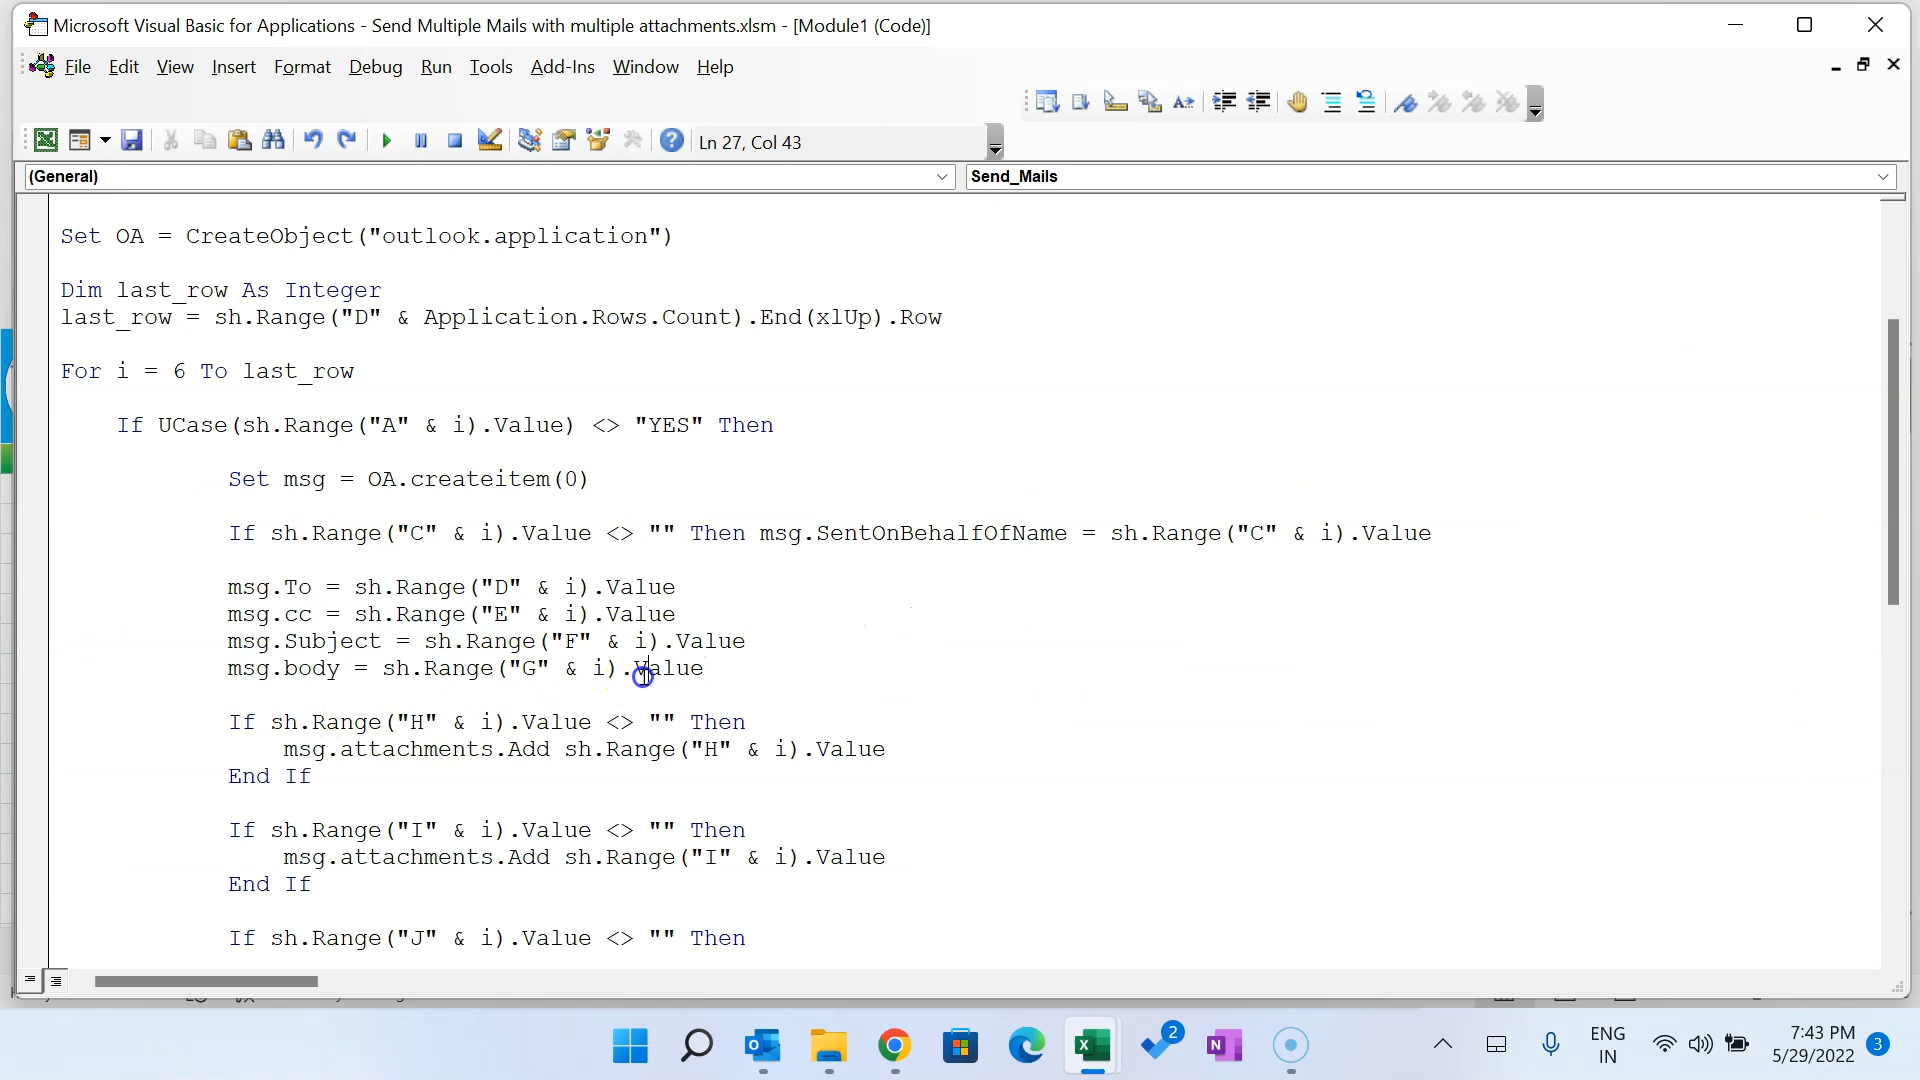 Microsoft Visual Basic for Applications - Send Multiple Mails with multiple attachments.xlsm - [Module1 (Code)]
File Edit View Insert Format Debug Run Tools Add-Ins Window Help
Ln 27, Col 43
(General) Send_Mails
Set OA = CreateObject("outlook.application")
Dim last_row As Integer
last_row = sh.Range("D" & Application.Rows.Count).End(xlUp).Row
For i = 6 To last_row
If UCase(sh.Range("A" & i).Value) <> "YES" Then
Set msg = OA.createitem(0)
If sh.Range("C" & i).Value <> "" Then msg.SentOnBehalfOfName = sh.Range("C" & i).Value
msg.To = sh.Range("D" & i).Value
msg.cc = sh.Range("E" & i).Value
msg.Subject = sh.Range("F" & i).Value
msg.body = sh.Range("G" & i).Value
If sh.Range("H" & i).Value <> "" Then
msg.attachments.Add sh.Range("H" & i).Value
End If
If sh.Range("I" & i).Value <> "" Then
msg.attachments.Add sh.Range("I" & i).Value
End If
If sh.Range("J" & i).Value <> "" Then
2
ENG
IN
7:43 PM
5/29/2022
3